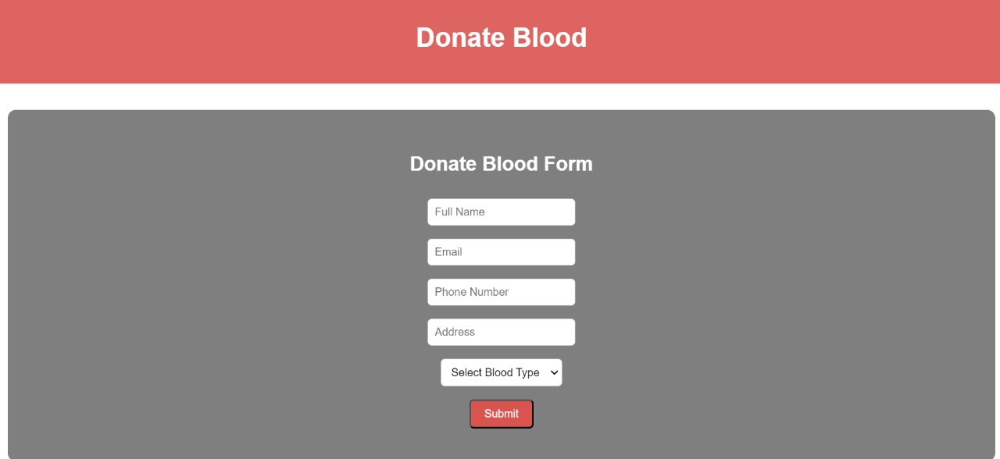 Donate Blood
Donate Blood Form
Full Name
Email
Phone Number
Address
Select Blood Type
Submit